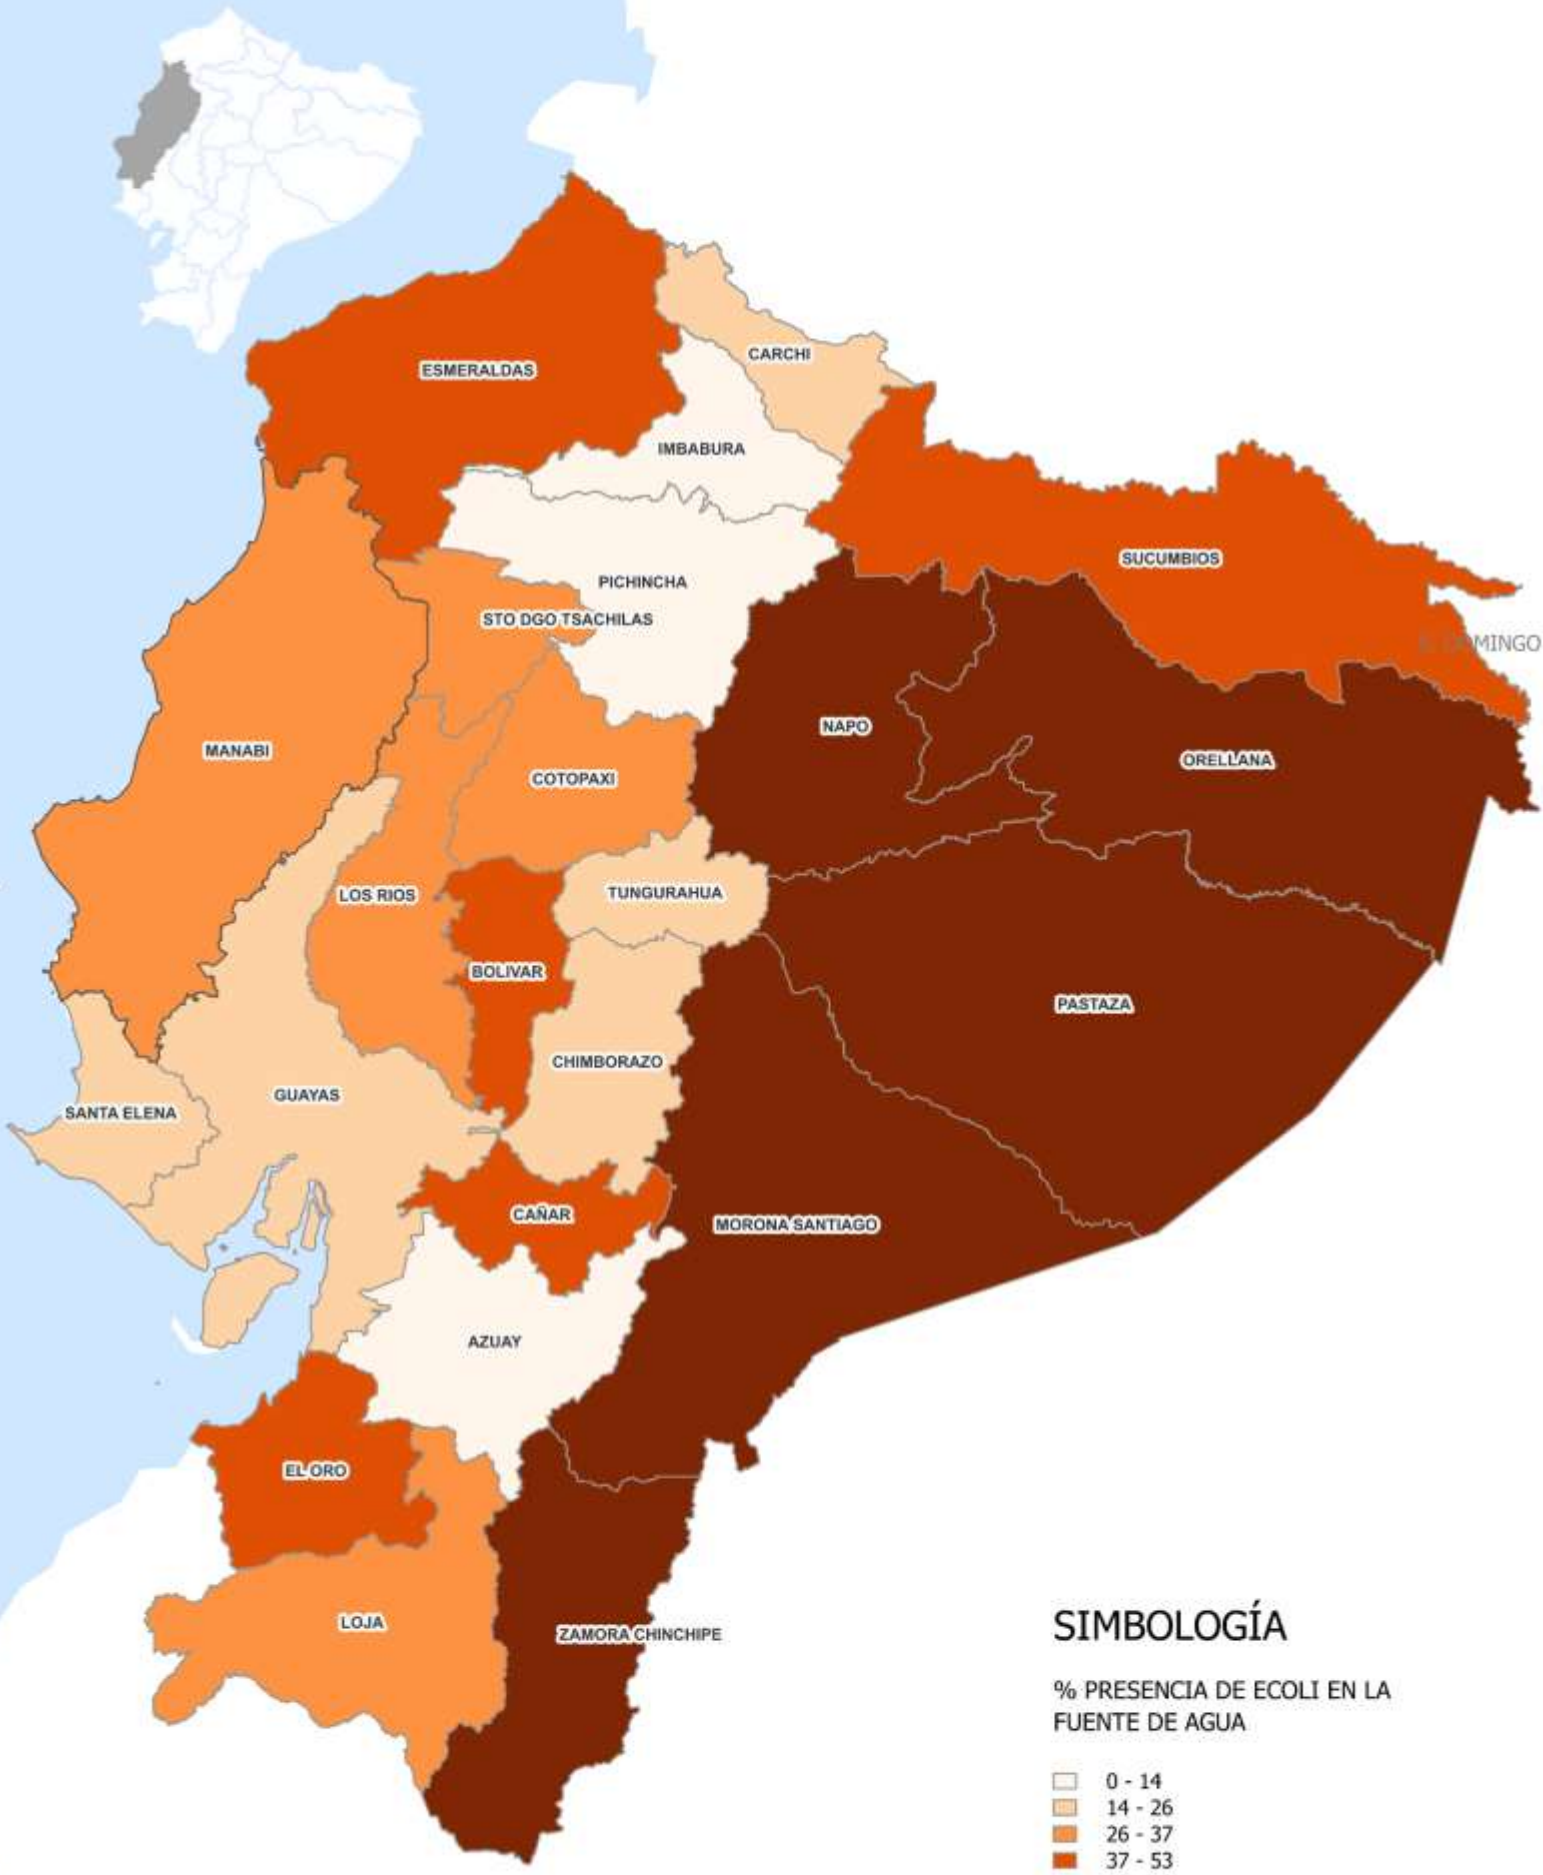 ESMERALDAS
CARCHI
IMBABURA
SUCUMBIOS
PICHINCHA
STO DGO TSACHILAS
MINGO
NAPO
MANABI
ORELLANA
COTOPAXI
LOS RIOS
TUNGURAHUA
BOLIVAR
PASTAZA
CHIMBORAZO
GUAYAS
SANTA ELENA
CAÑAR
MORONA SANTIAGO
AZUAY
EL ORO
LOJA
ZAMORA CHINCHIPE
SIMBOLOGÍA
% PRESENCIA DE ECOLI EN LA
FUENTE DE AGUA
0 - 14
14 - 26
26 - 37
37 - 53